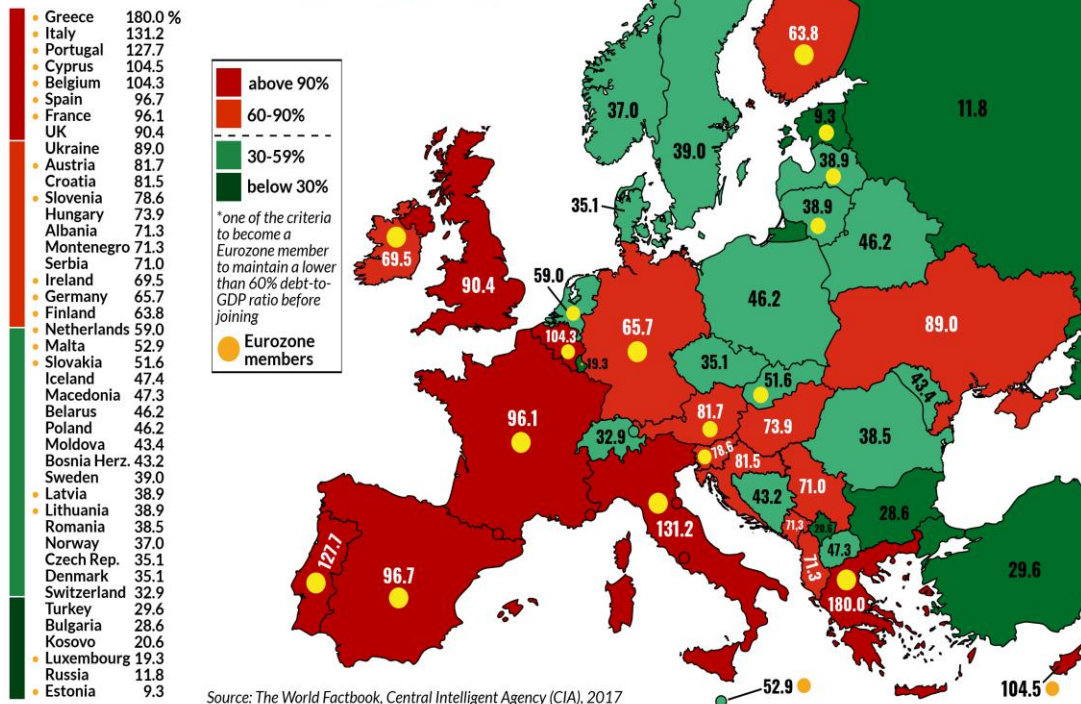 Greece 180.0 %
Italy 131.2
Portugal 127.7
Cyprus 104.5
Belgium 104.3
Spain 96.7
France 96.1
UK 90.4
Ukraine 89.0
Austria 81.7
Croatia 81.5
Slovenia 78.6
Hungary 73.9
Albania 71.3
Montenegro 71.3
Serbia 71.0
Ireland 69.5
Germany 65.7
Finland 63.8
Netherlands 59.0
Malta 52.9
Slovakia 51.6
Iceland 47.4
Macedonia 47.3
Belarus 46.2
Poland 46.2
Moldova 43.4
Bosnia Herz. 43.2
Sweden 39.0
Latvia 38.9
Lithuania 38.9
Romania 38.5
Norway 37.0
Czech Rep. 35.1
Denmark 35.1
Switzerland 32.9
Turkey 29.6
Bulgaria 28.6
Kosovo 20.6
Luxembourg 19.3
Russia 11.8
Estonia 9.3
above 90%
60-90%
30-59%
below 30%
*one of the criteria
to become a
Eurozone member
to maintain a lower
than 60% debt-to-
GDP ratio before
joining
Eurozone
members
63.8
37.0
39.0
11.8
9.3
38.9
38.9
35.1
46.2
69.5
90.4
59.0
46.2
65.7
104.3
19.3
89.0
35.1
51.6
43.4
96.1
81.7
73.9
32.9
38.5
78.6
81.5
71.0
43.2
131.2
28.6
71.3
20.6
47.3
71.3
127.7
96.7
29.6
180.0
52.9
104.5
Source: The World Factbook, Central Intelligent Agency (CIA), 2017